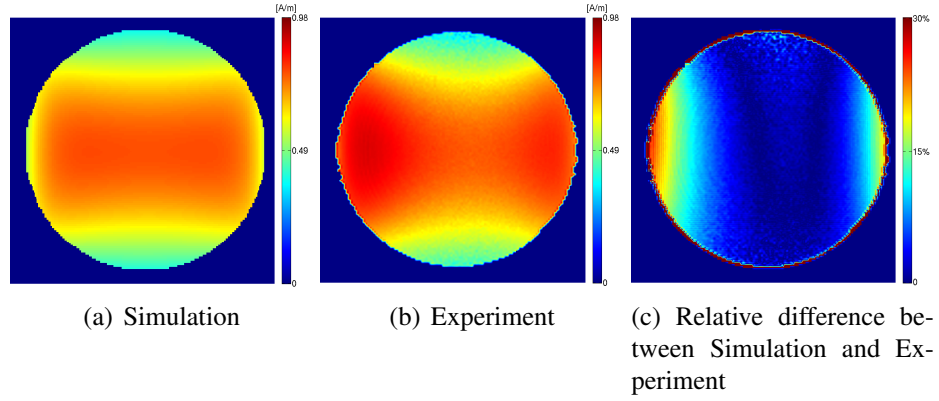 [A/m]
0.98
0.49
0
[A/m]
0.98
0.49
0
30%
15%
0
(a) Simulation
(b) Experiment
(c) Relative difference be-
tween Simulation and Ex-
periment